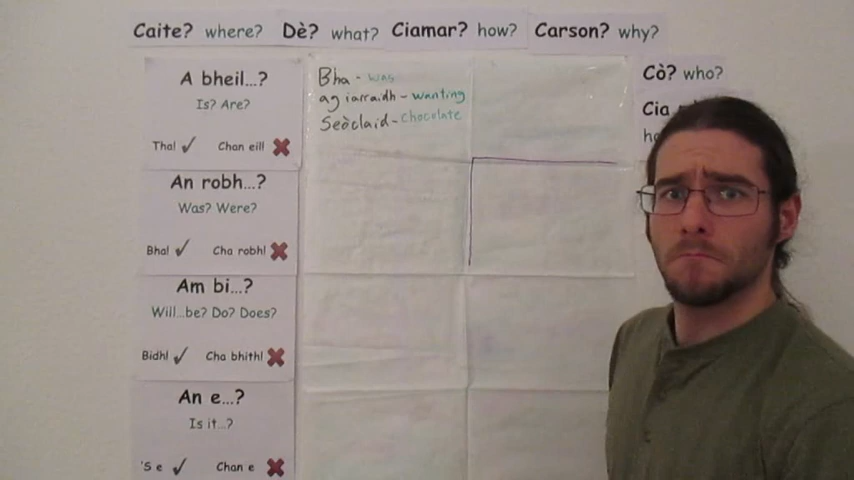 Caite? where? Dè? what? Ciamar? how? Carson? why?
Cò? who?
Cia
A bheil...?
Is? Are?
Tha! ✓ Chan eil! ✗
An robh...?
Was? Were?
Bha! ✓ Cha robh! ✗
Am bi...?
Will...be? Do? Does?
Bidh! ✓ Cha bhith! ✗
An e...?
Is it...?
'S e ✓ Chan e ✗
Bha - was
ag iarraidh - wanting
Seòclaid - chocolate